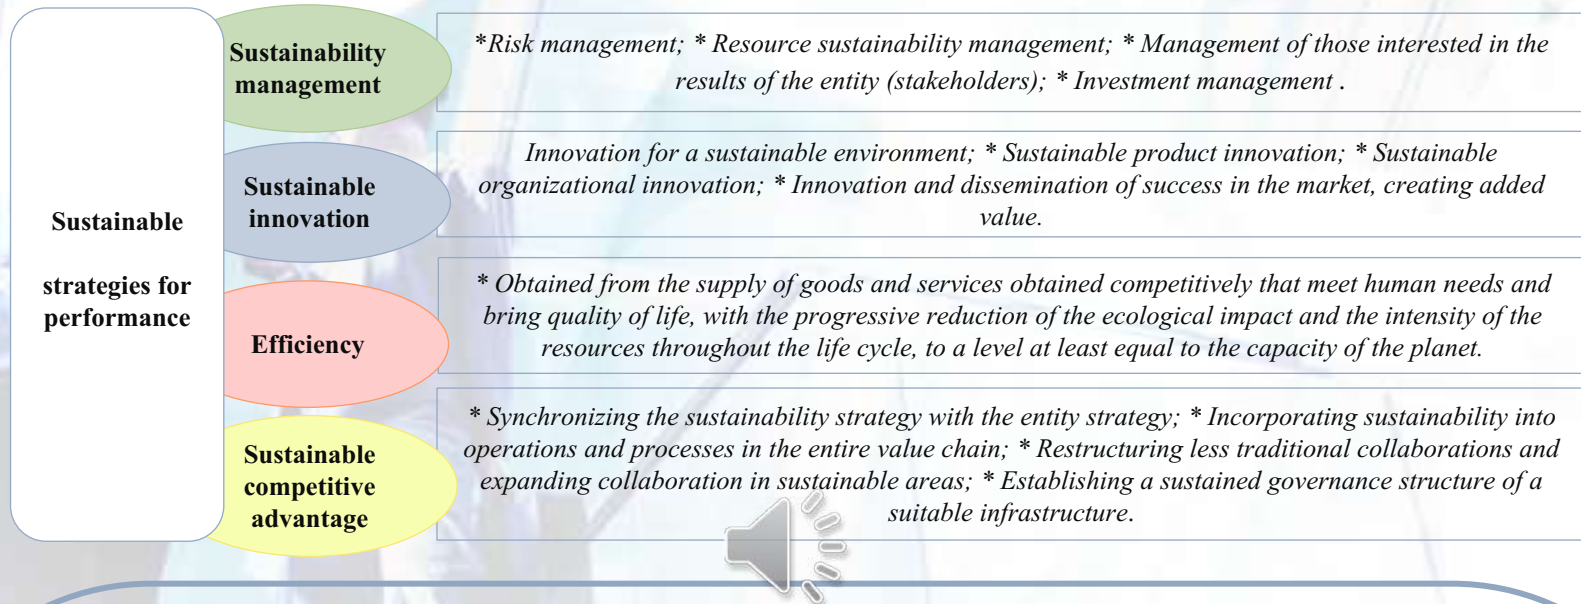 Sustainable
strategies for
performance
Sustainability
management
*Risk management; * Resource sustainability management; * Management of those interested in the
results of the entity (stakeholders); * Investment management .
Sustainable
innovation
Innovation for a sustainable environment; * Sustainable product innovation; * Sustainable
organizational innovation; * Innovation and dissemination of success in the market, creating added
value.
Efficiency
* Obtained from the supply of goods and services obtained competitively that meet human needs and
bring quality of life, with the progressive reduction of the ecological impact and the intensity of the
resources throughout the life cycle, to a level at least equal to the capacity of the planet.
Sustainable
competitive
advantage
* Synchronizing the sustainability strategy with the entity strategy; * Incorporating sustainability into
operations and processes in the entire value chain; * Restructuring less traditional collaborations and
expanding collaboration in sustainable areas; * Establishing a sustained governance structure of a
suitable infrastructure.